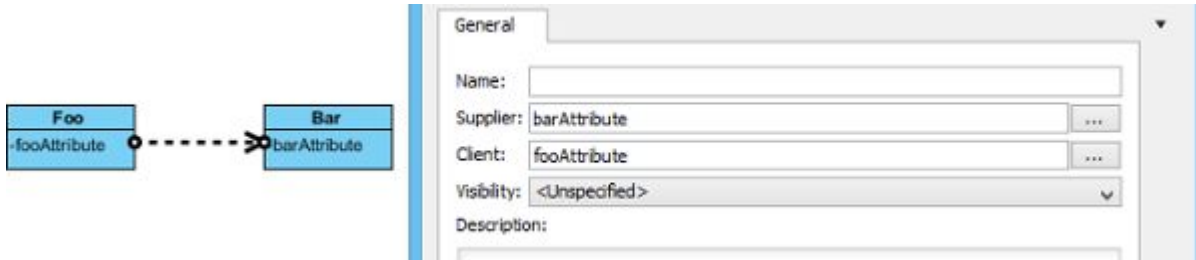 Foo
-fooAttribute
Bar
barAttribute
General
Name:
Supplier: barAttribute ...
Client: fooAttribute ...
Visibility: <Unspecified>
Description: